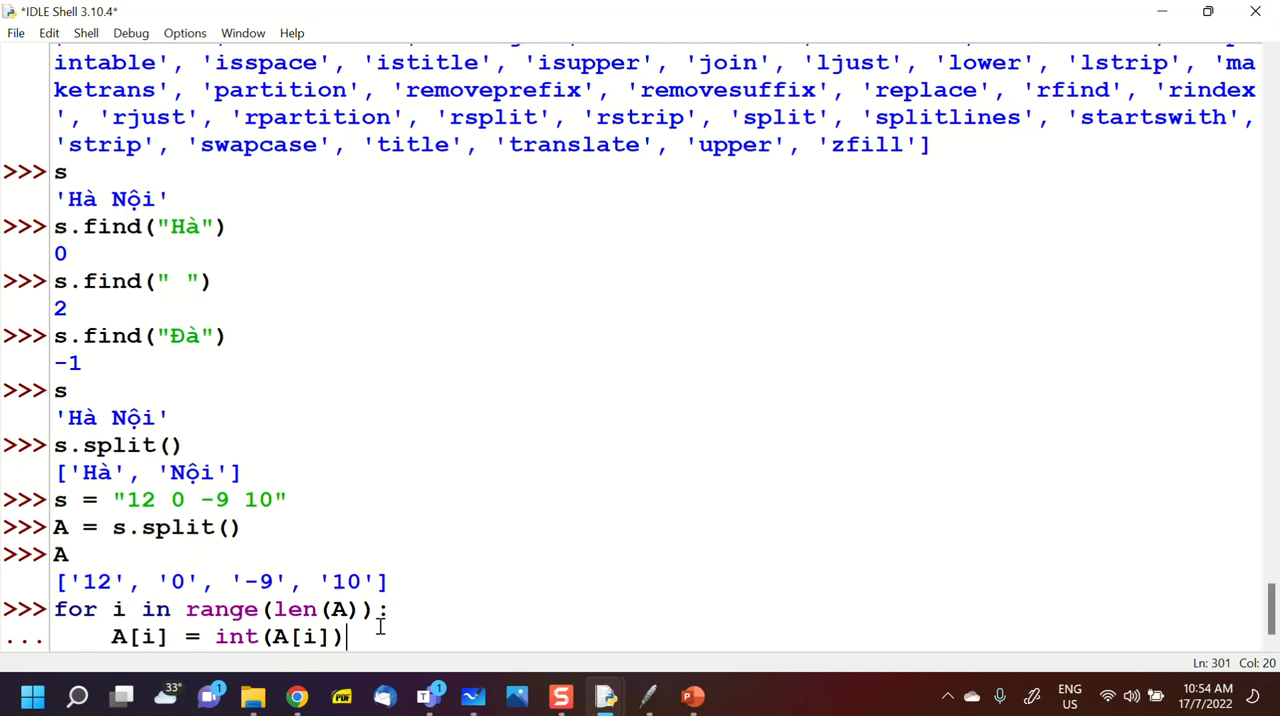 *IDLE Shell 3.10.4*
File Edit Shell Debug Options Window Help
intable', 'isspace', 'istitle', 'isupper', 'join', 'ljust', 'lower', 'lstrip', 'ma
ketrans', 'partition', 'removeprefix', 'removesuffix', 'replace', 'rfind', 'rindex
', 'rjust', 'rpartition', 'rsplit', 'rstrip', 'split', 'splitlines', 'startswith',
'strip', 'swapcase', 'title', 'translate', 'upper', 'zfill']
>>> s
'Hà Nội'
>>> s.find("Hà")
0
>>> s.find(" ")
2
>>> s.find("Đà")
-1
>>> s
'Hà Nội'
>>> s.split()
['Hà', 'Nội']
>>> s = "12 0 -9 10"
>>> A = s.split()
>>> A
['12', '0', '-9', '10']
>>> for i in range(len(A)):
... A[i] = int(A[i])
Ln: 301 Col: 20
33° 1 PDF T 1 S P ENG US 10:54 AM 17/7/2022